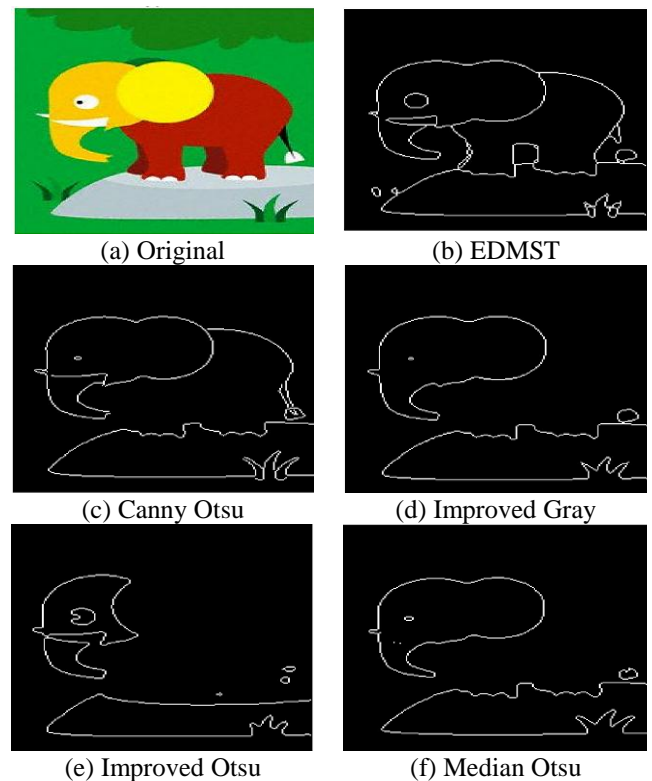 (a) Original (b) EDMST
(c) Canny Otsu (d) Improved Gray
(e) Improved Otsu (f) Median Otsu